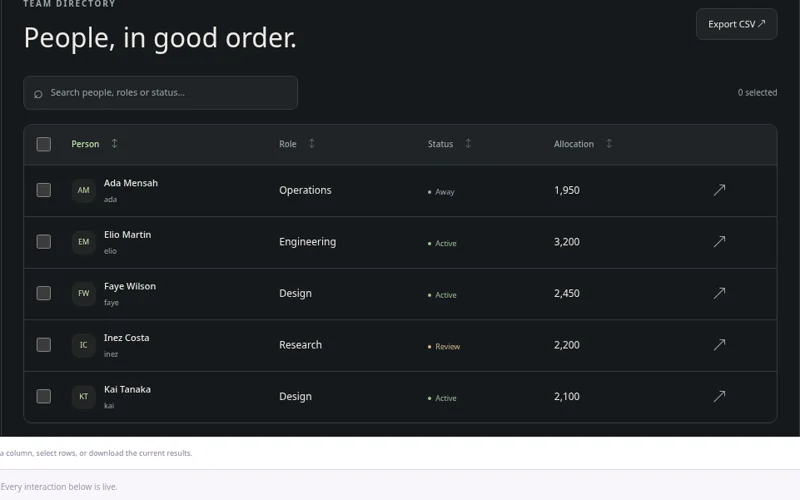 TEAM DIRECTORY
People, in good order.
Export CSV ↗
Search people, roles or status...
0 selected
Person ↕ Role ↕ Status ↕ Allocation ↕
AM Ada Mensah Operations Away 1,950 ↗
ada
EM Elio Martin Engineering Active 3,200 ↗
elio
FW Faye Wilson Design Active 2,450 ↗
faye
IC Inez Costa Research Review 2,200 ↗
inez
KT Kai Tanaka Design Active 2,100 ↗
kai
a column, select rows, or download the current results.
Every interaction below is live.